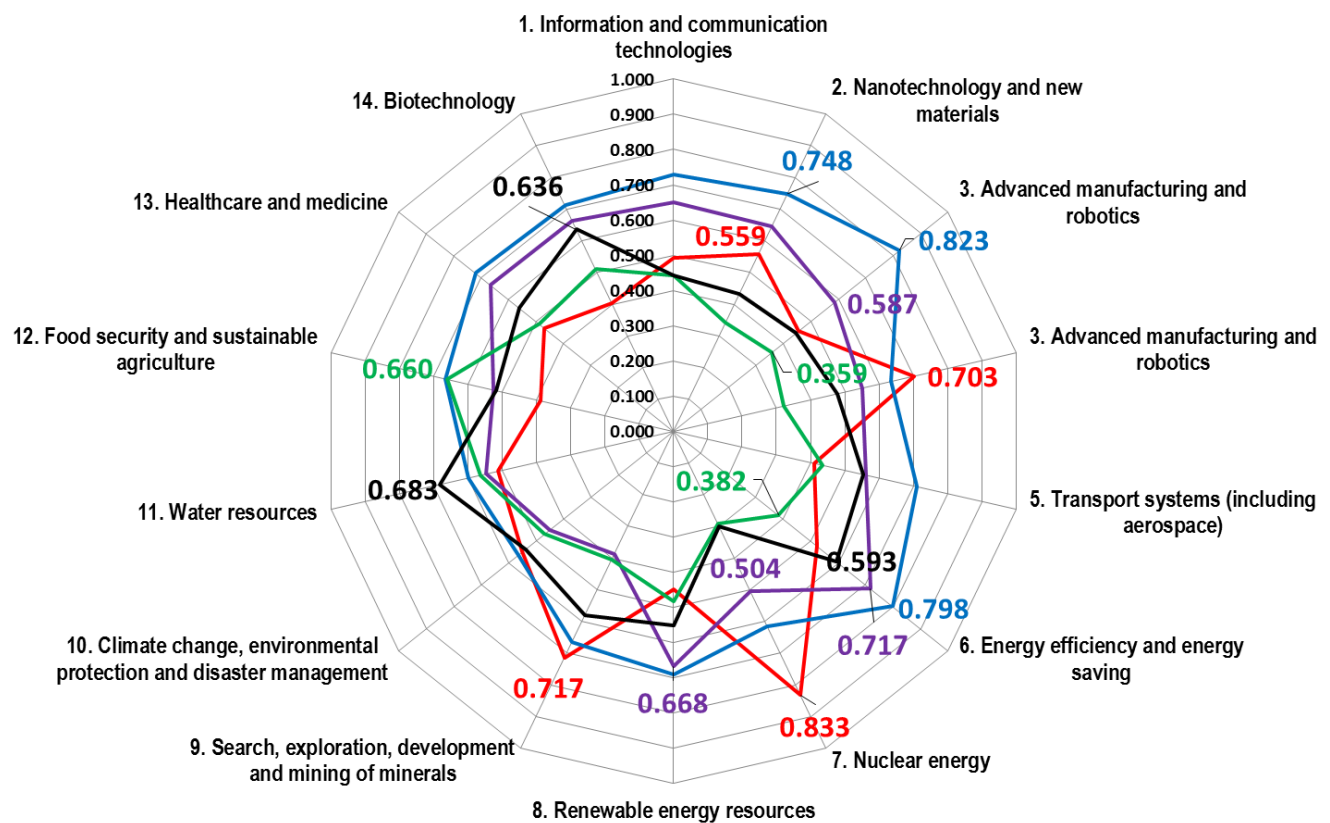 1. Information and communication
technologies
1.000
0.900
0.800
0.700
0.600
0.500
0.400
0.300
0.200
0.100
0.000
2. Nanotechnology and new
materials
3. Advanced manufacturing and
robotics
3. Advanced manufacturing and
robotics
5. Transport systems (including
aerospace)
6. Energy efficiency and energy
saving
7. Nuclear energy
8. Renewable energy resources
9. Search, exploration, development
and mining of minerals
10. Climate change, environmental
protection and disaster management
11. Water resources
12. Food security and sustainable
agriculture
13. Healthcare and medicine
14. Biotechnology
0.748
0.823
0.559
0.587
0.359
0.703
0.382
0.593
0.504
0.798
0.717
0.833
0.668
0.717
0.683
0.660
0.636